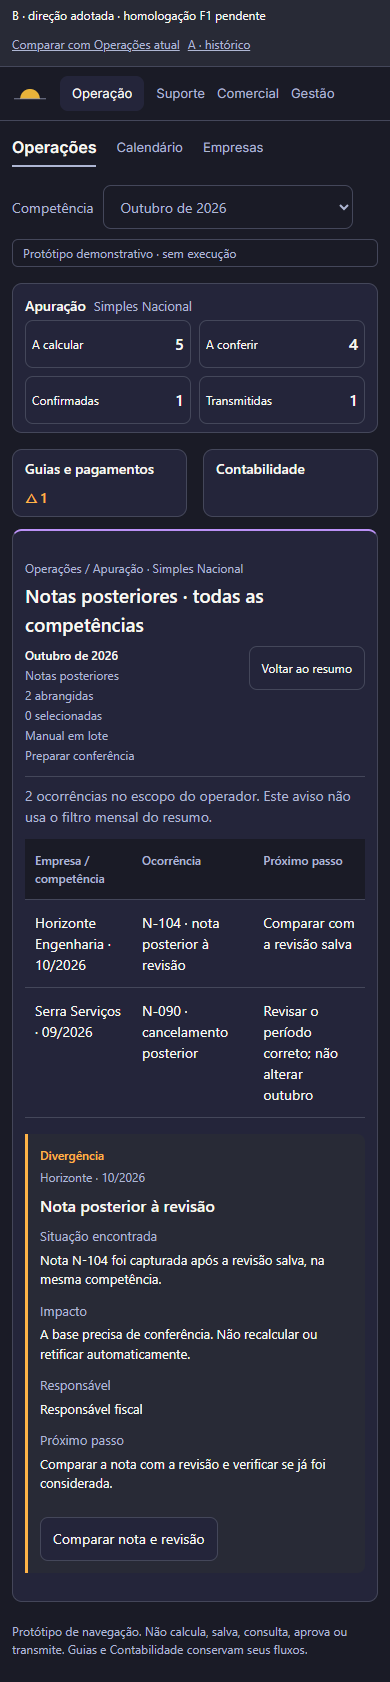 B · direção adotada · homologação F1 pendente
Comparar com Operações atual A · histórico
Operação Suporte Comercial Gestão
Operações Calendário Empresas
Competência Outubro de 2026
Protótipo demonstrativo · sem execução
Apuração Simples Nacional
A calcular 5 A conferir 4
Confirmadas 1 Transmitidas 1
Guias e pagamentos Contabilidade
△ 1
Operações / Apuração · Simples Nacional
Notas posteriores · todas as
competências
Outubro de 2026
Notas posteriores
Voltar ao resumo
2 abrangidas
0 selecionadas
Manual em lote
Preparar conferência
2 ocorrências no escopo do operador. Este aviso não
usa o filtro mensal do resumo.
Empresa / Ocorrência Próximo passo
competência
Horizonte N-104 · nota Comparar com
Engenharia · posterior à a revisão salva
10/2026 revisão
Serra Serviços N-090 · Revisar o
· 09/2026 cancelamento período
posterior correto; não
alterar
outubro
Divergência
Horizonte · 10/2026
Nota posterior à revisão
Situação encontrada
Nota N-104 foi capturada após a revisão salva, na
mesma competência.
Impacto
A base precisa de conferência. Não recalcular ou
retificar automaticamente.
Responsável
Responsável fiscal
Próximo passo
Comparar a nota com a revisão e verificar se já foi
considerada.
Comparar nota e revisão
Protótipo de navegação. Não calcula, salva, consulta, aprova ou
transmite. Guias e Contabilidade conservam seus fluxos.